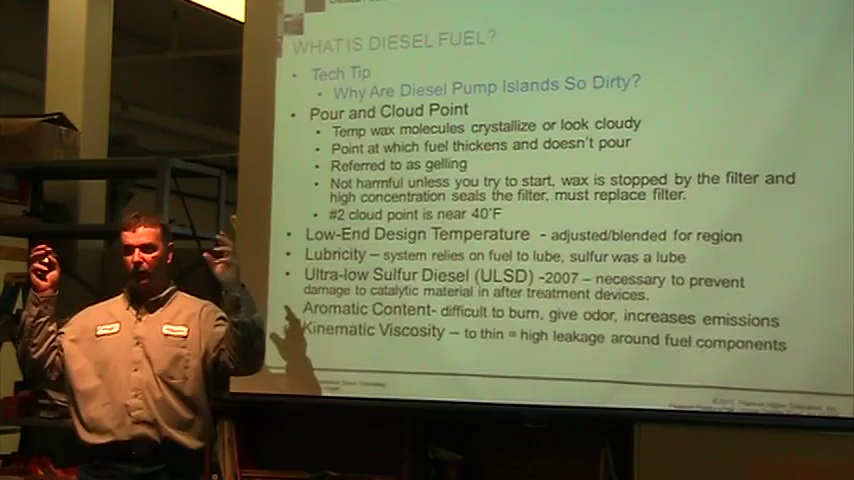 WHAT IS DIESEL FUEL?
• Tech Tip
• Why Are Diesel Pump Islands So Dirty?
• Pour and Cloud Point
• Temp wax molecules crystallize or look cloudy
• Point at which fuel thickens and doesn't pour
• Referred to as gelling
• Not harmful unless you try to start, wax is stopped by the filter and
high concentration seals the filter, must replace filter.
• #2 cloud point is near 40°F
• Low-End Design Temperature - adjusted/blended for region
• Lubricity – system relies on fuel to lube, sulfur was a lube
• Ultra-low Sulfur Diesel (ULSD) -2007 – necessary to prevent
damage to catalytic material in after treatment devices.
Aromatic Content- difficult to burn, give odor, increases emissions
Kinematic Viscosity – to thin = high leakage around fuel components